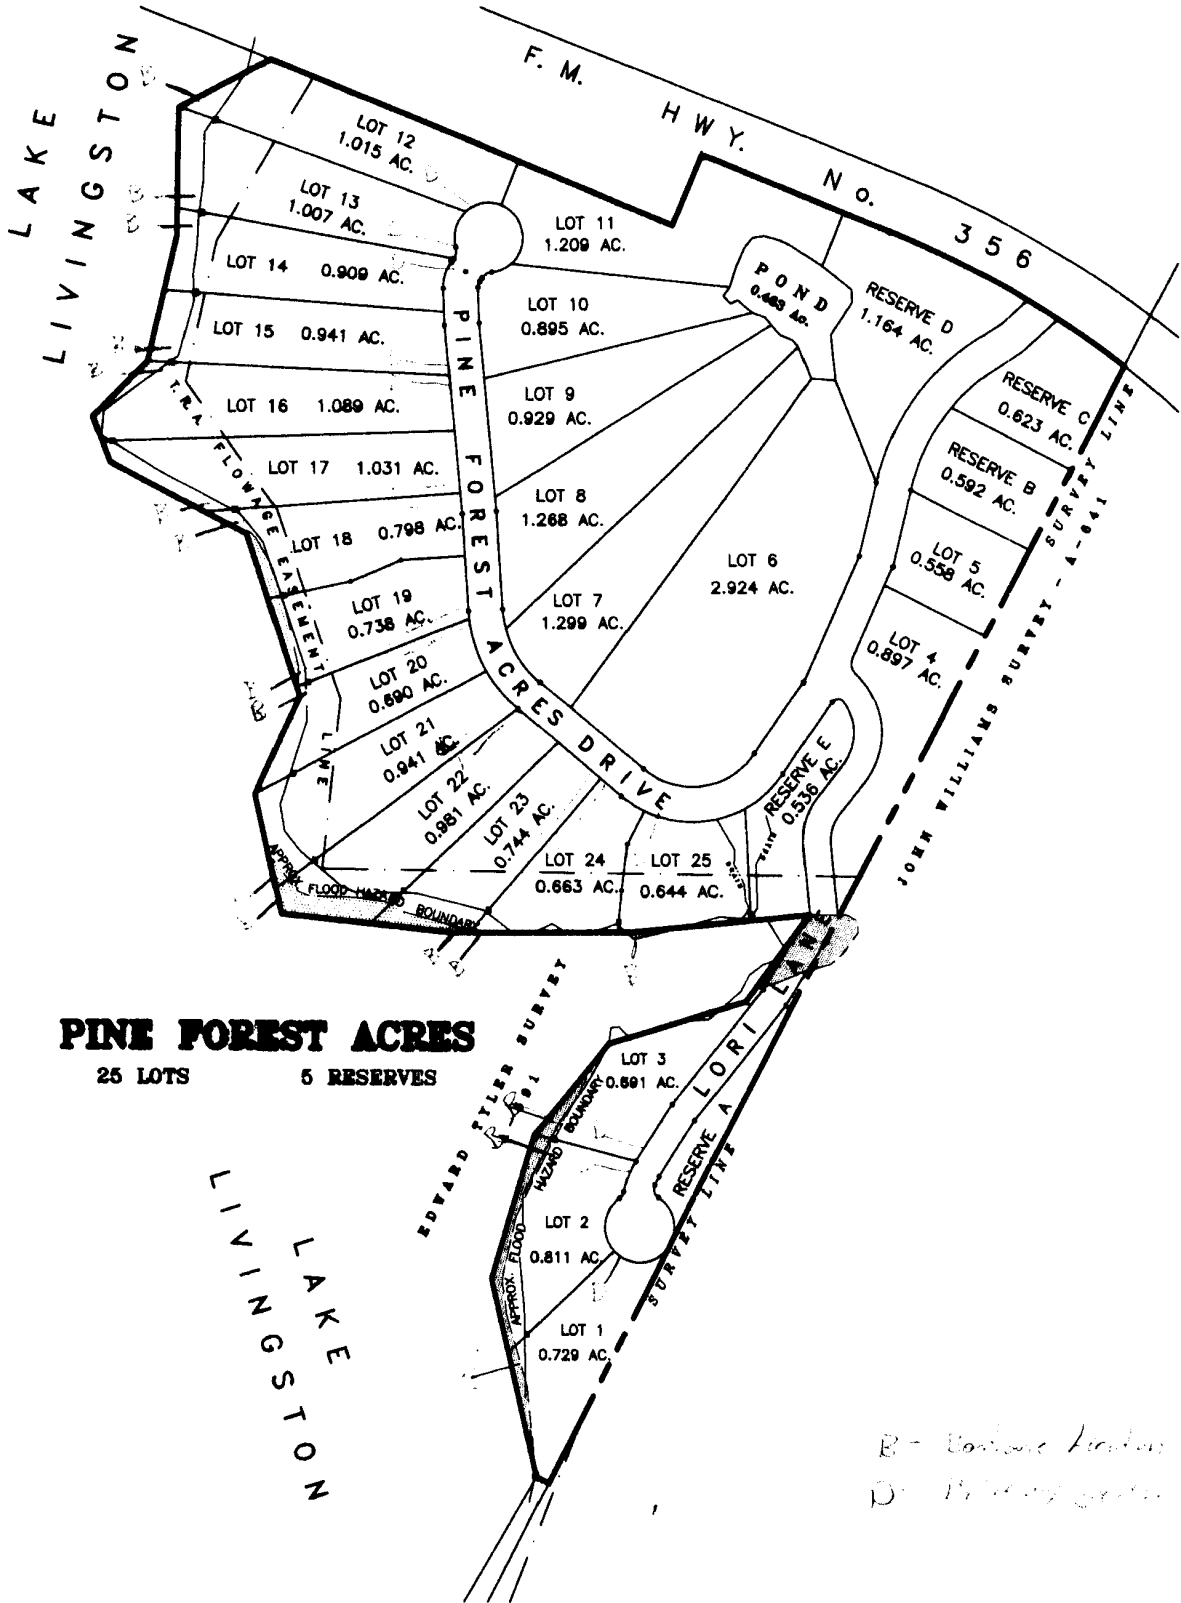 LAKE
LIVINGSTON
F. M. HWY. No. 356
LOT 12
1.015 AC.
LOT 13
1.007 AC.
LOT 11
1.209 AC.
LOT 14 0.909 AC.
POND
RESERVE D
1.164 AC.
LOT 10
0.895 AC.
LOT 15 0.941 AC.
RESERVE C
0.623 AC.
LOT 16 1.089 AC.
LOT 9
0.929 AC.
RESERVE B
0.592 AC.
LOT 17 1.031 AC.
LOT 8
1.268 AC.
LOT 18 0.798 AC.
LOT 5
0.558 AC.
LOT 6
2.924 AC.
LOT 19
0.738 AC.
LOT 7
1.299 AC.
LOT 4
0.897 AC.
LOT 20
0.690 AC.
LOT 21
0.941 AC.
LOT 22
0.981 AC.
LOT 23
0.744 AC.
RESERVE E
0.536 AC.
LOT 24
0.663 AC.
LOT 25
0.644 AC.
PINE FOREST ACRES DRIVE
T.R.A. FLOWAGE EASEMENT LINE
SURVEY LINE
JOHN WILLIAMS SURVEY - A-641
APPROX. FLOOD HAZARD BOUNDARY
LORI LANE
EDWARD TYLER SURVEY
PINE FOREST ACRES
25 LOTS 5 RESERVES
LOT 3
0.691 AC.
APPROX. FLOOD HAZARD BOUNDARY
RESERVE A
SURVEY LINE
LOT 2
0.811 AC.
LOT 1
0.729 AC.
LAKE
LIVINGSTON
B -
D -